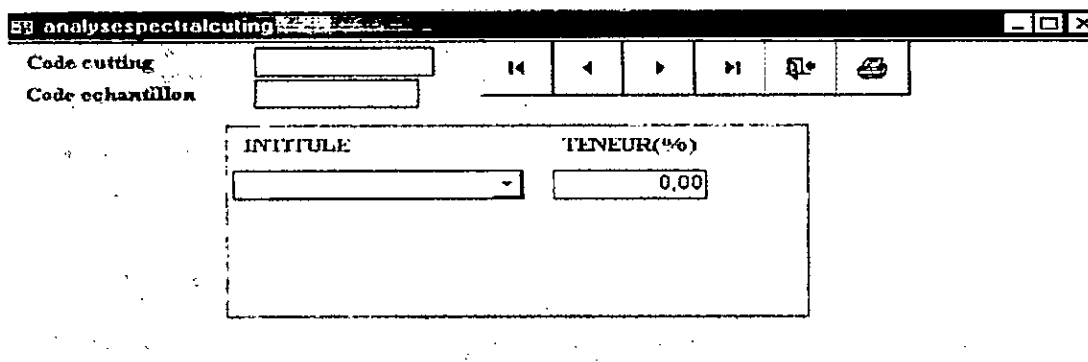 analysespectralcuting
Code cutting
Code echantillon
INTITULE TENEUR(%)
0,00